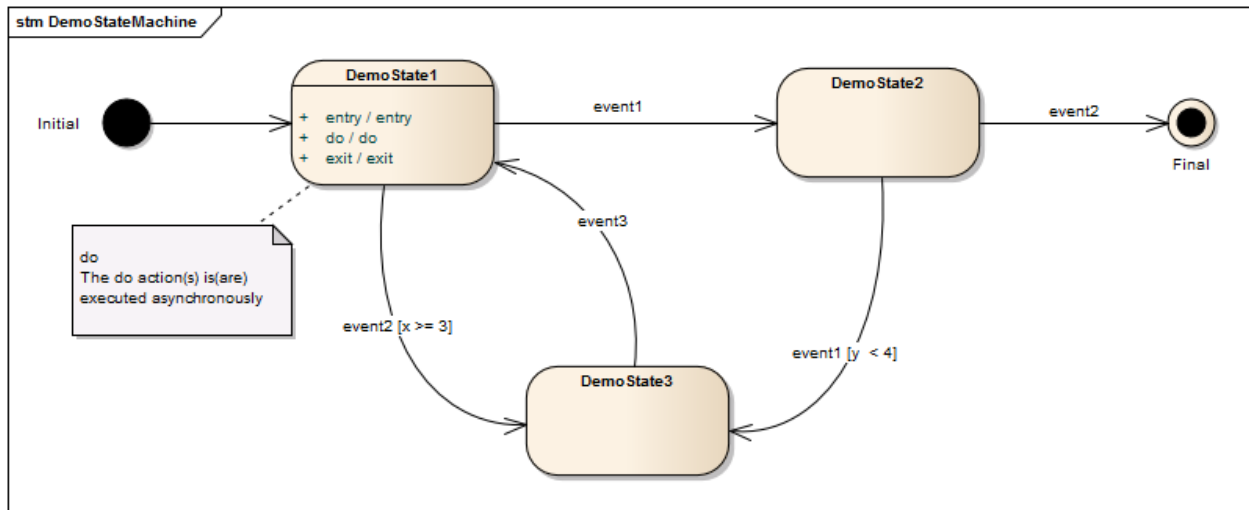 stm DemoStateMachine
DemoState1
DemoState2
Initial
+ entry / entry
+ do / do
+ exit / exit
event1
event2
Final
do
The do action(s) is(are)
executed asynchronously
event3
event2 [x >= 3]
event1 [y < 4]
DemoState3